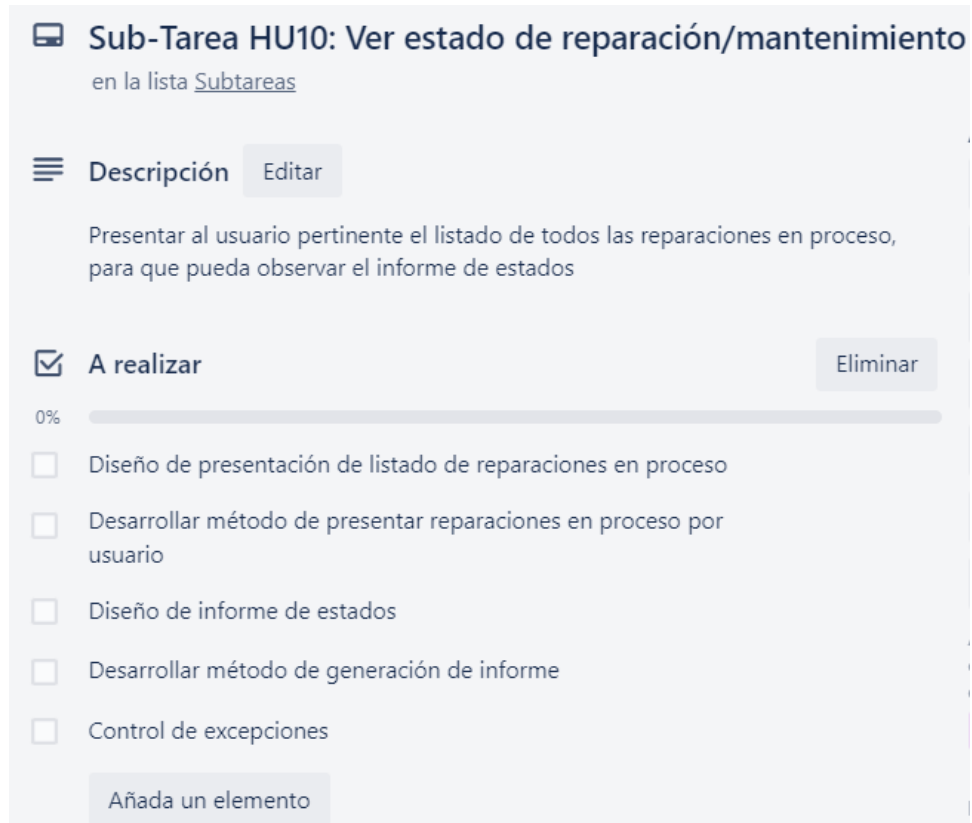 Sub-Tarea HU10: Ver estado de reparación/mantenimiento
en la lista Subtareas
Descripción Editar
Presentar al usuario pertinente el listado de todos las reparaciones en proceso,
para que pueda observar el informe de estados
A realizar Eliminar
0%
Diseño de presentación de listado de reparaciones en proceso
Desarrollar método de presentar reparaciones en proceso por
usuario
Diseño de informe de estados
Desarrollar método de generación de informe
Control de excepciones
Añada un elemento